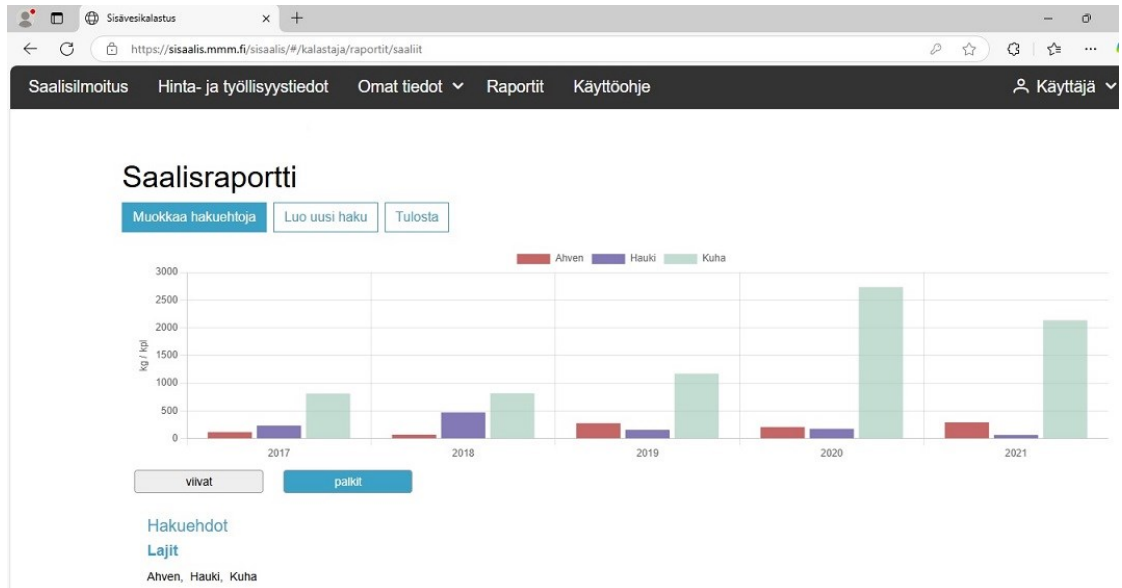 Sisävesikalastus
https://sisaalis.mmm.fi/sisaalis/#/kalastaja/raportit/saaliit
Saalisilmoitus Hinta- ja työllisyystiedot Omat tiedot Raportit Käyttöohje Käyttäjä
Saalisraportti
Muokkaa hakuehtoja Luo uusi haku Tulosta
Ahven Hauki Kuha
3000
2500
2000
1500
1000
500
0
kg / kpl
2017 2018 2019 2020 2021
viivat palkit
Hakuehdot
Lajit
Ahven, Hauki, Kuha